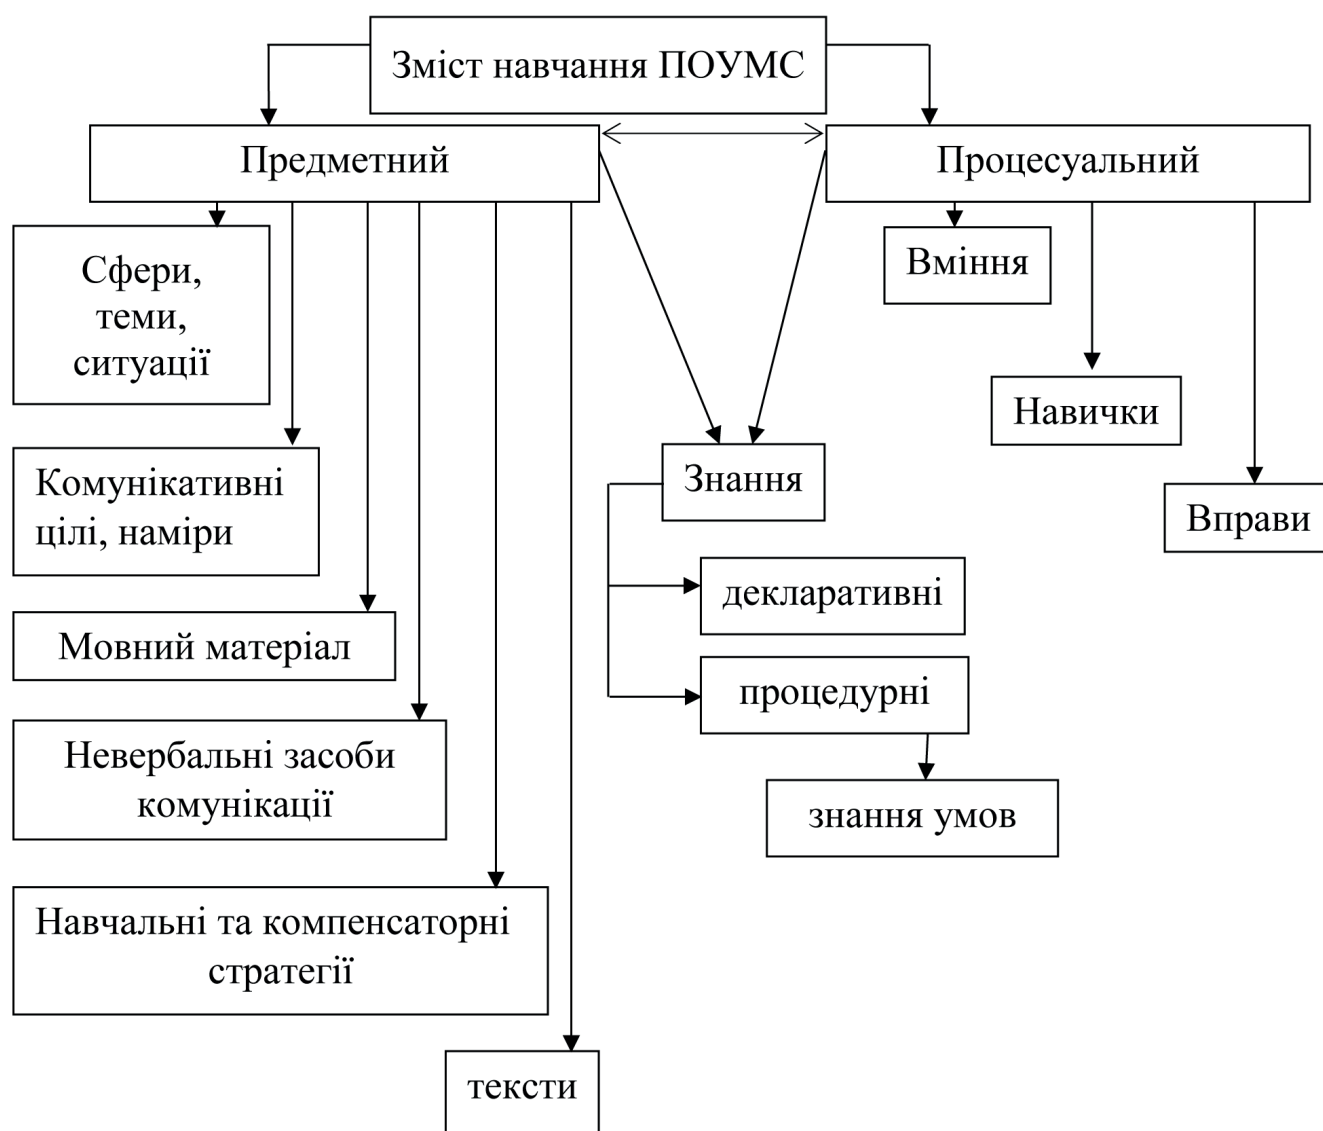 Зміст навчання ПОУМС
Предметний
Процесуальний
Сфери,
теми,
ситуації
Вміння
Навички
Комунікативні
цілі, наміри
Знання
Вправи
декларативні
Мовний матеріал
процедурні
Невербальні засоби
комунікації
знання умов
Навчальні та компенсаторні
стратегії
тексти